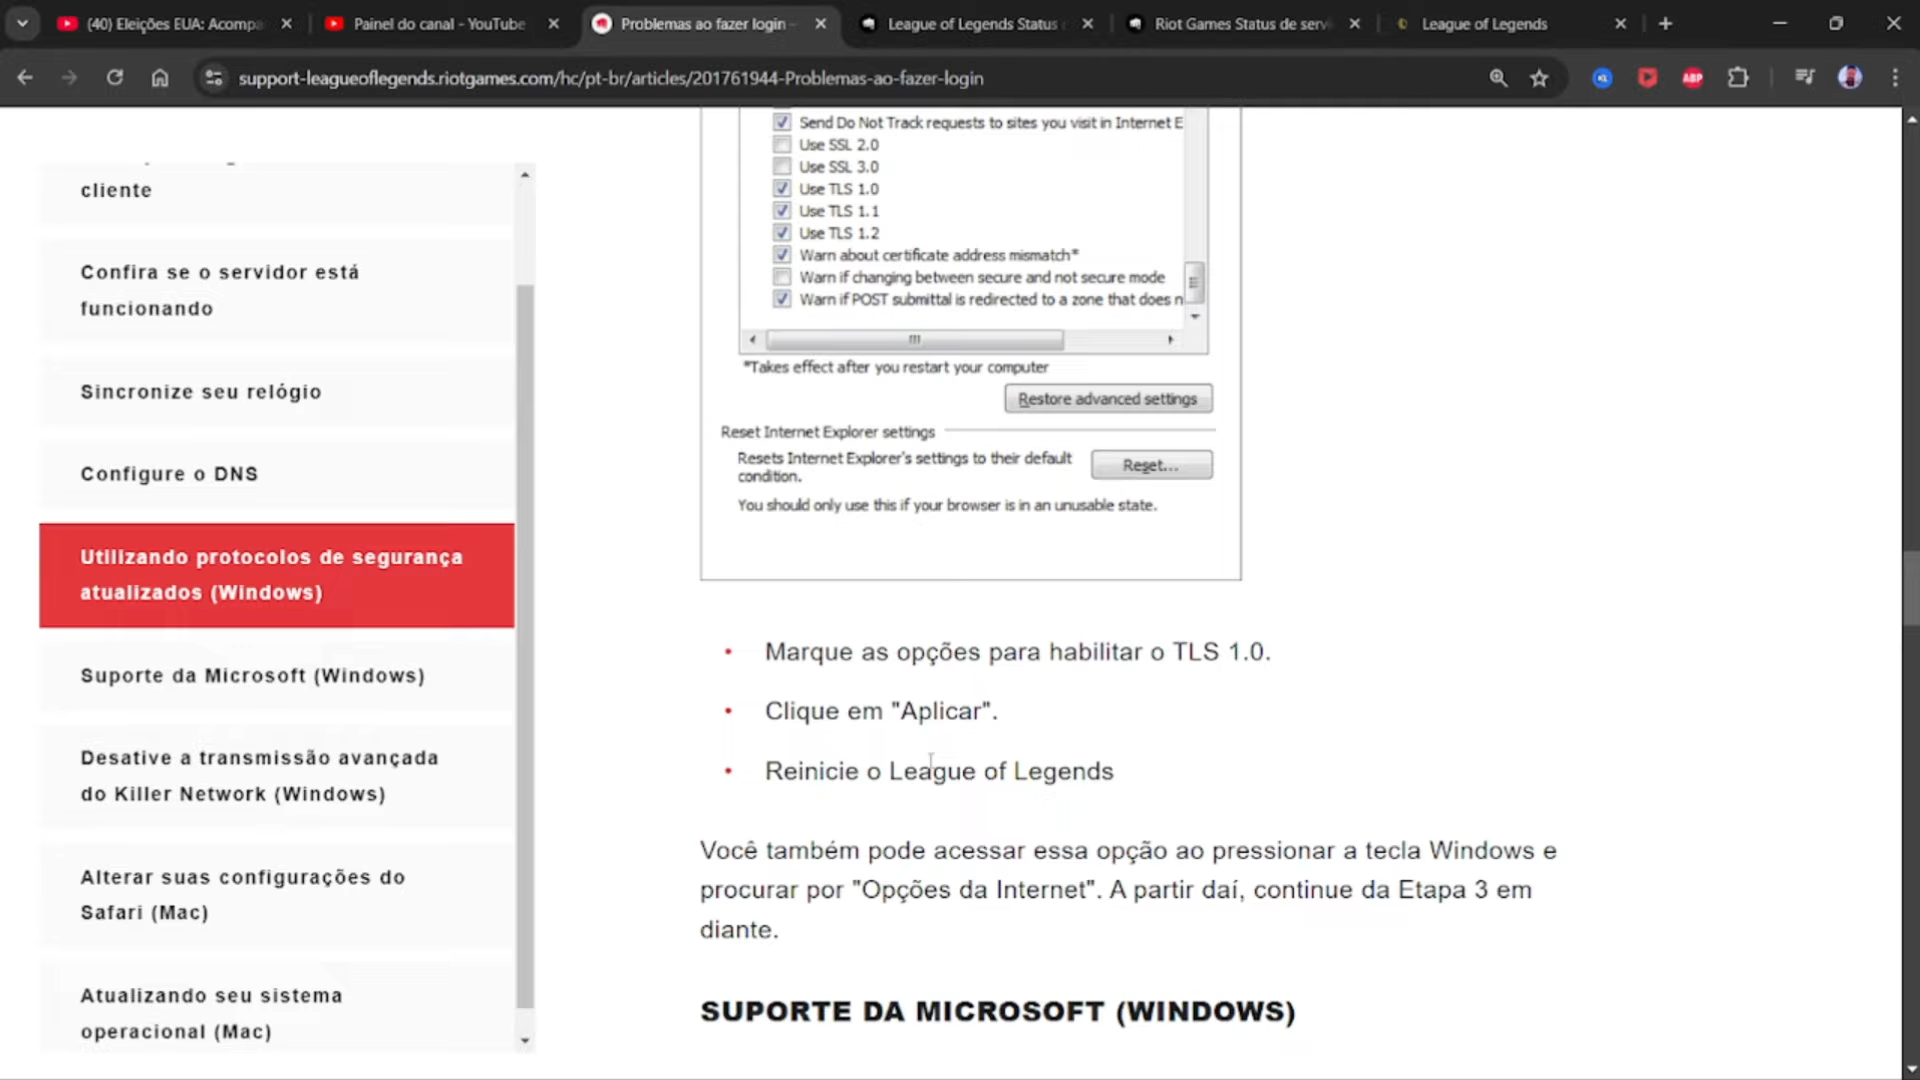 (40) Eleições EUA: Acompa
Painel do canal - YouTube
Problemas ao fazer login -
League of Legends Status
Riot Games Status de serv
League of Legends
support-leagueoflegends.riotgames.com/hc/pt-br/articles/201761944-Problemas-ao-fazer-login
ABP
cliente
Confira se o servidor está
funcionando
Sincronize seu relógio
Configure o DNS
Utilizando protocolos de segurança
atualizados (Windows)
Suporte da Microsoft (Windows)
Desative a transmissão avançada
do Killer Network (Windows)
Alterar suas configurações do
Safari (Mac)
Atualizando seu sistema
operacional (Mac)
Send Do Not Track requests to sites you visit in Internet E
Use SSL 2.0
Use SSL 3.0
Use TLS 1.0
Use TLS 1.1
Use TLS 1.2
Warn about certificate address mismatch*
Warn if changing between secure and not secure mode
Warn if POST submittal is redirected to a zone that does n
*Takes effect after you restart your computer
Restore advanced settings
Reset Internet Explorer settings
Resets Internet Explorer's settings to their default
condition.
Reset...
You should only use this if your browser is in an unusable state.
• Marque as opções para habilitar o TLS 1.0.
• Clique em "Aplicar".
• Reinicie o League of Legends
Você também pode acessar essa opção ao pressionar a tecla Windows e
procurar por "Opções da Internet". A partir daí, continue da Etapa 3 em
diante.
SUPORTE DA MICROSOFT (WINDOWS)